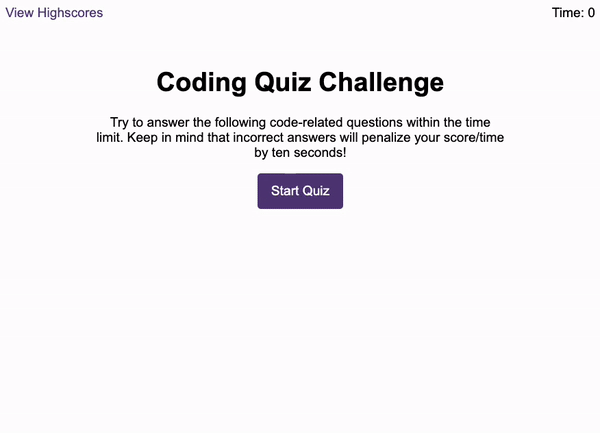 View Highscores
Time: 0
Coding Quiz Challenge
Try to answer the following code-related questions within the time
limit. Keep in mind that incorrect answers will penalize your score/time
by ten seconds!
Start Quiz